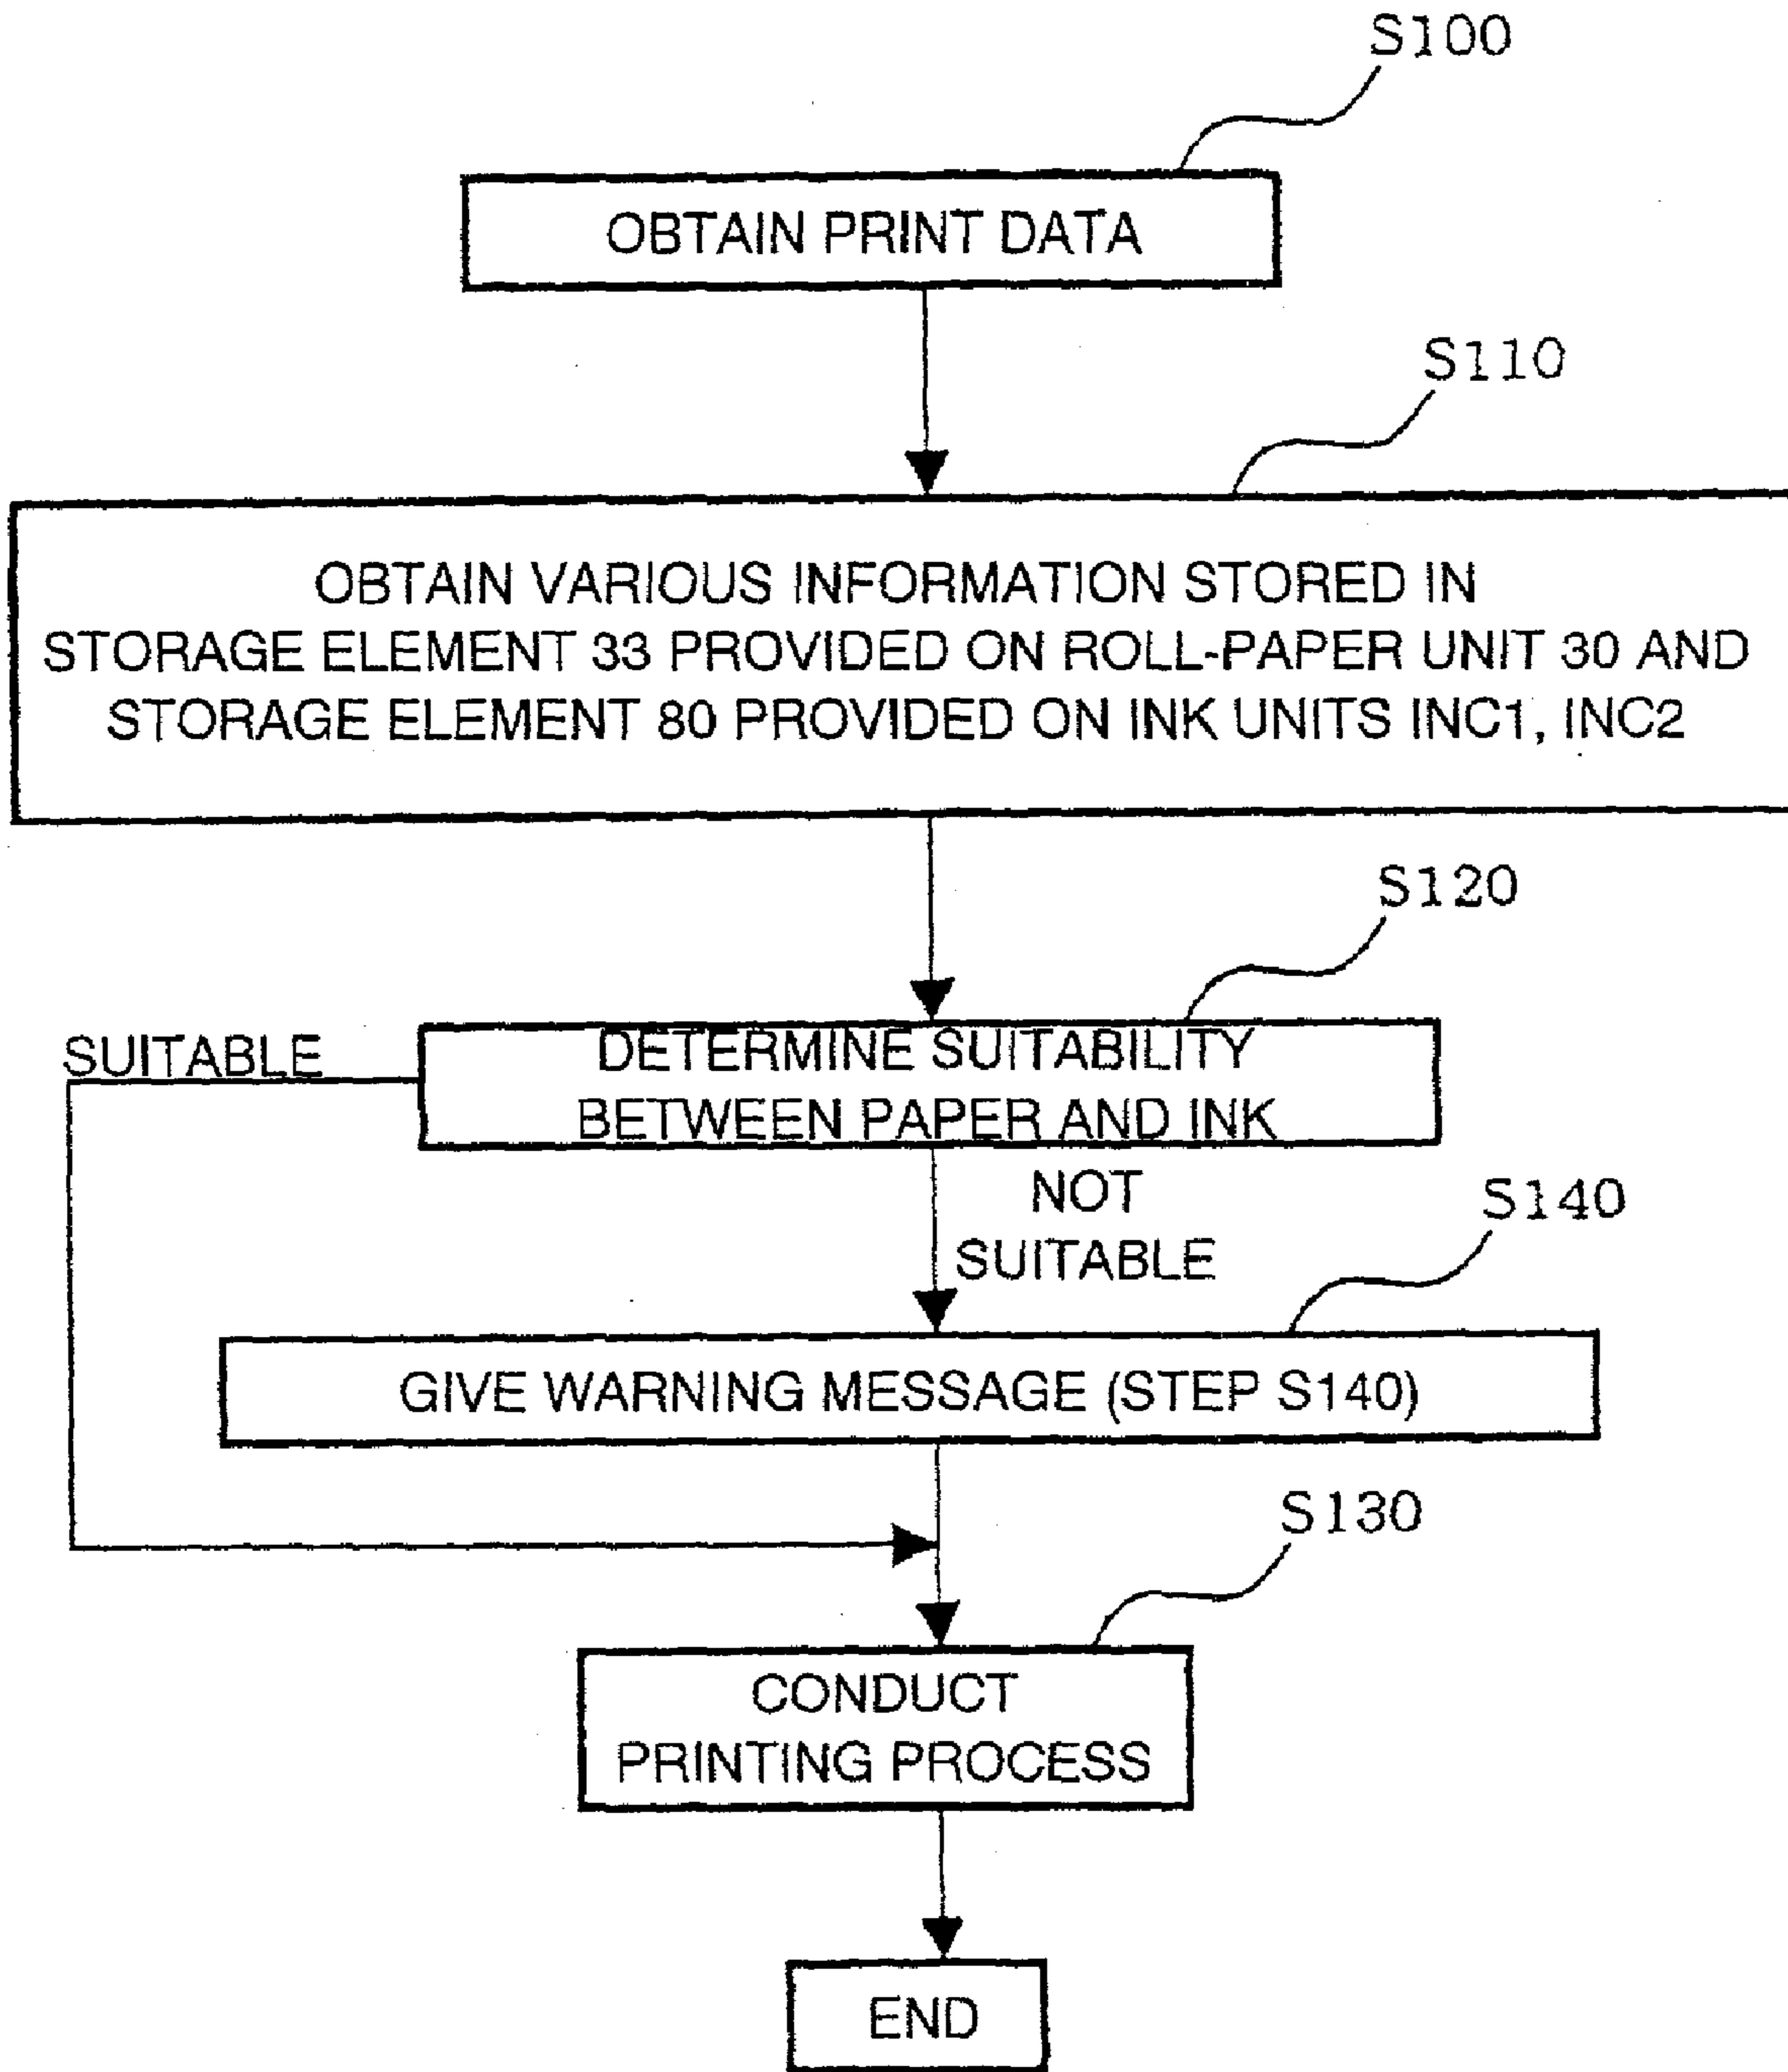 S100
OBTAIN PRINT DATA
S110
OBTAIN VARIOUS INFORMATION STORED IN
STORAGE ELEMENT 33 PROVIDED ON ROLL-PAPER UNIT 30 AND
STORAGE ELEMENT 80 PROVIDED ON INK UNITS INC1, INC2
S120
SUITABLE
DETERMINE SUITABILITY
BETWEEN PAPER AND INK
NOT
SUITABLE
S140
GIVE WARNING MESSAGE (STEP S140)
S130
CONDUCT
PRINTING PROCESS
END